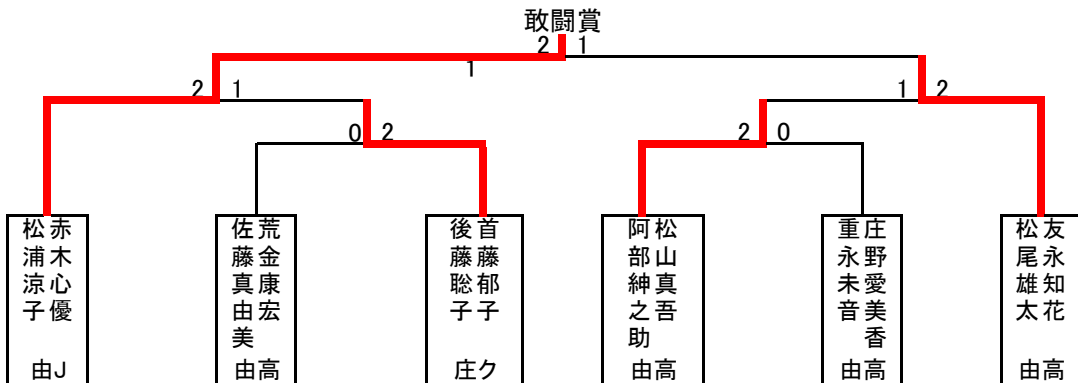 敢闘賞
2 1
1
2 1
1 2
0 2
2 0
赤木心優
松浦涼子
由J
荒金康宏
佐藤真由美
由高
首藤郁子
後藤聡子
庄ク
松山真吾
阿部紳之助
由高
庄野愛美香
重永未音
由高
友永知花
松尾雄太
由高